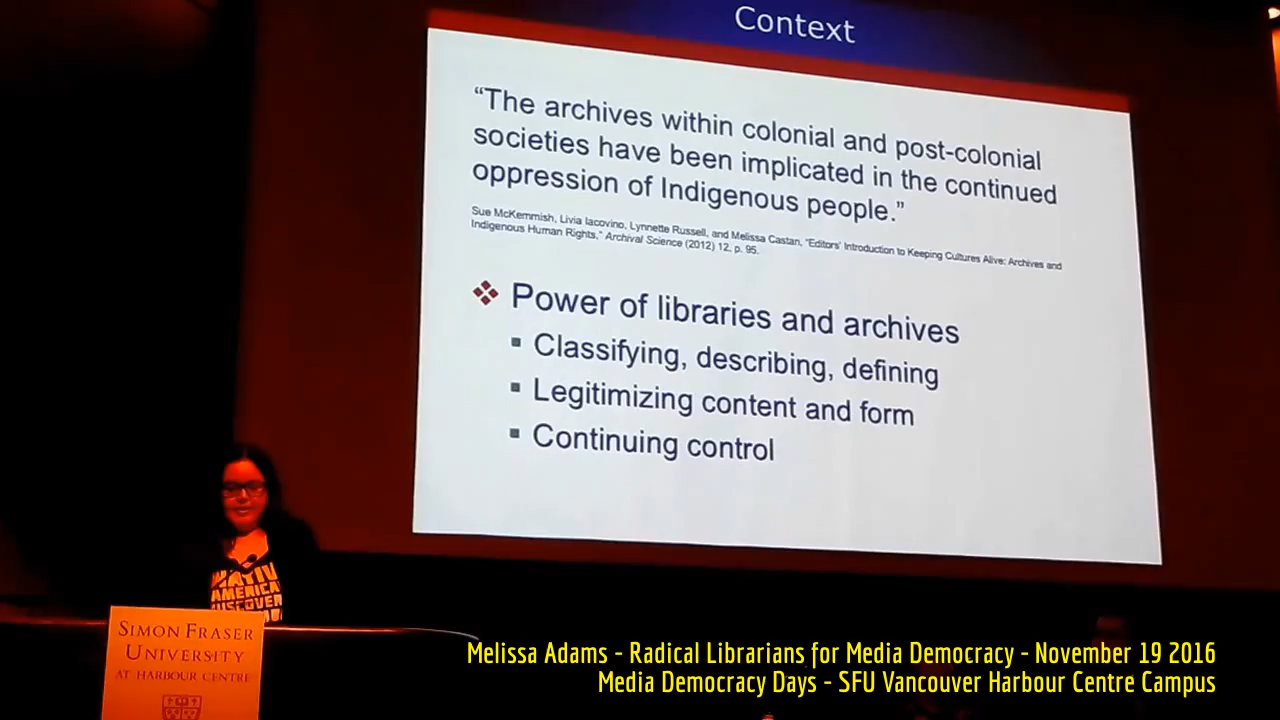 Context
“The archives within colonial and post-colonial
societies have been implicated in the continued
oppression of Indigenous people.”
Sue McKemmish, Livia Iacovino, Lynnette Russell, and Melissa Castan, “Editors’ Introduction to Keeping Cultures Alive: Archives and
Indigenous Human Rights,” Archival Science (2012) 12, p. 95.
❖ Power of libraries and archives
▪ Classifying, describing, defining
▪ Legitimizing content and form
▪ Continuing control
NATIV
AMERICA
DISCOVER
SIMON FRASER
UNIVERSITY
AT HARBOUR CENTRE
Melissa Adams - Radical Librarians for Media Democracy - November 19 2016
Media Democracy Days - SFU Vancouver Harbour Centre Campus